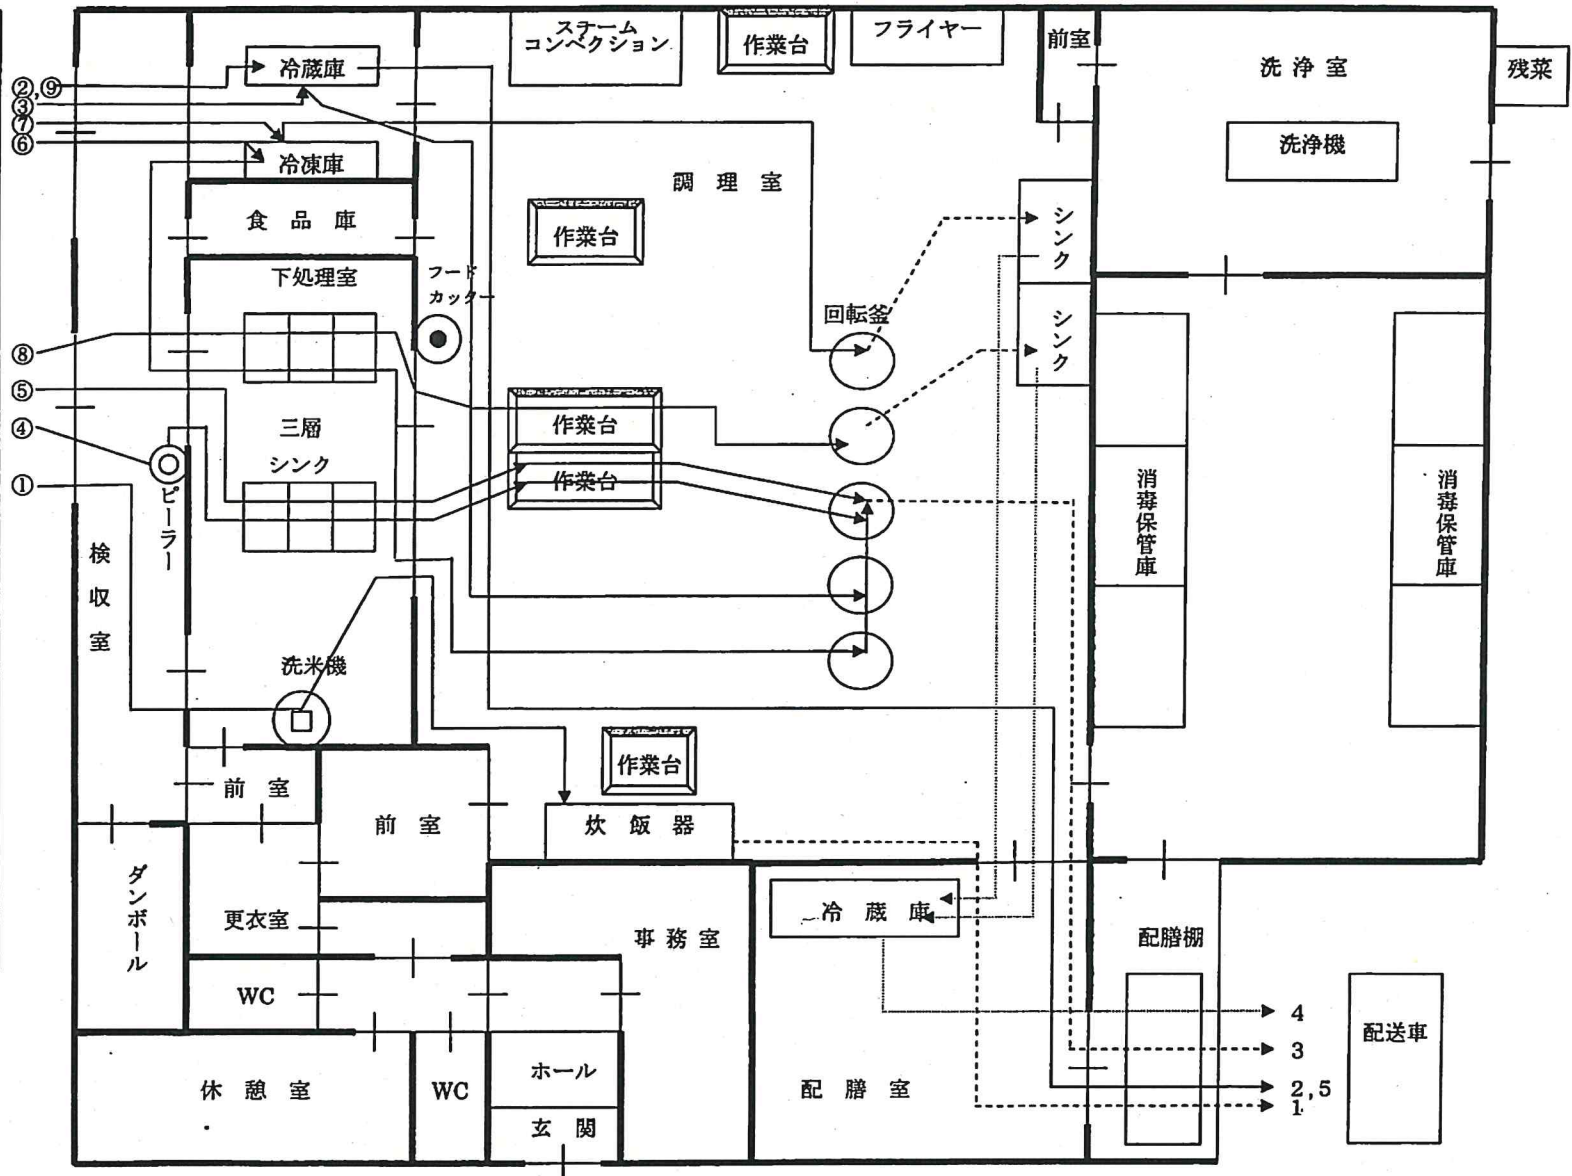 スチーム
コンベクション
作業台
フライヤー
前室
洗浄室
残菜
冷蔵庫
②,⑨
③
⑦
⑥
冷凍庫
洗浄機
調理室
食品庫
作業台
シンク
下処理室
フード
カッター
回転釜
シンク
⑧
⑤
④
①
三層
シンク
作業台
作業台
ピーラー
消毒保管庫
消毒保管庫
検収室
洗米機
作業台
前室
前室
炊飯器
ダンボール
更衣室
冷蔵庫
事務室
配膳棚
WC
4
3
2,5
1
配送車
休憩室
WC
ホール
配膳室
玄関